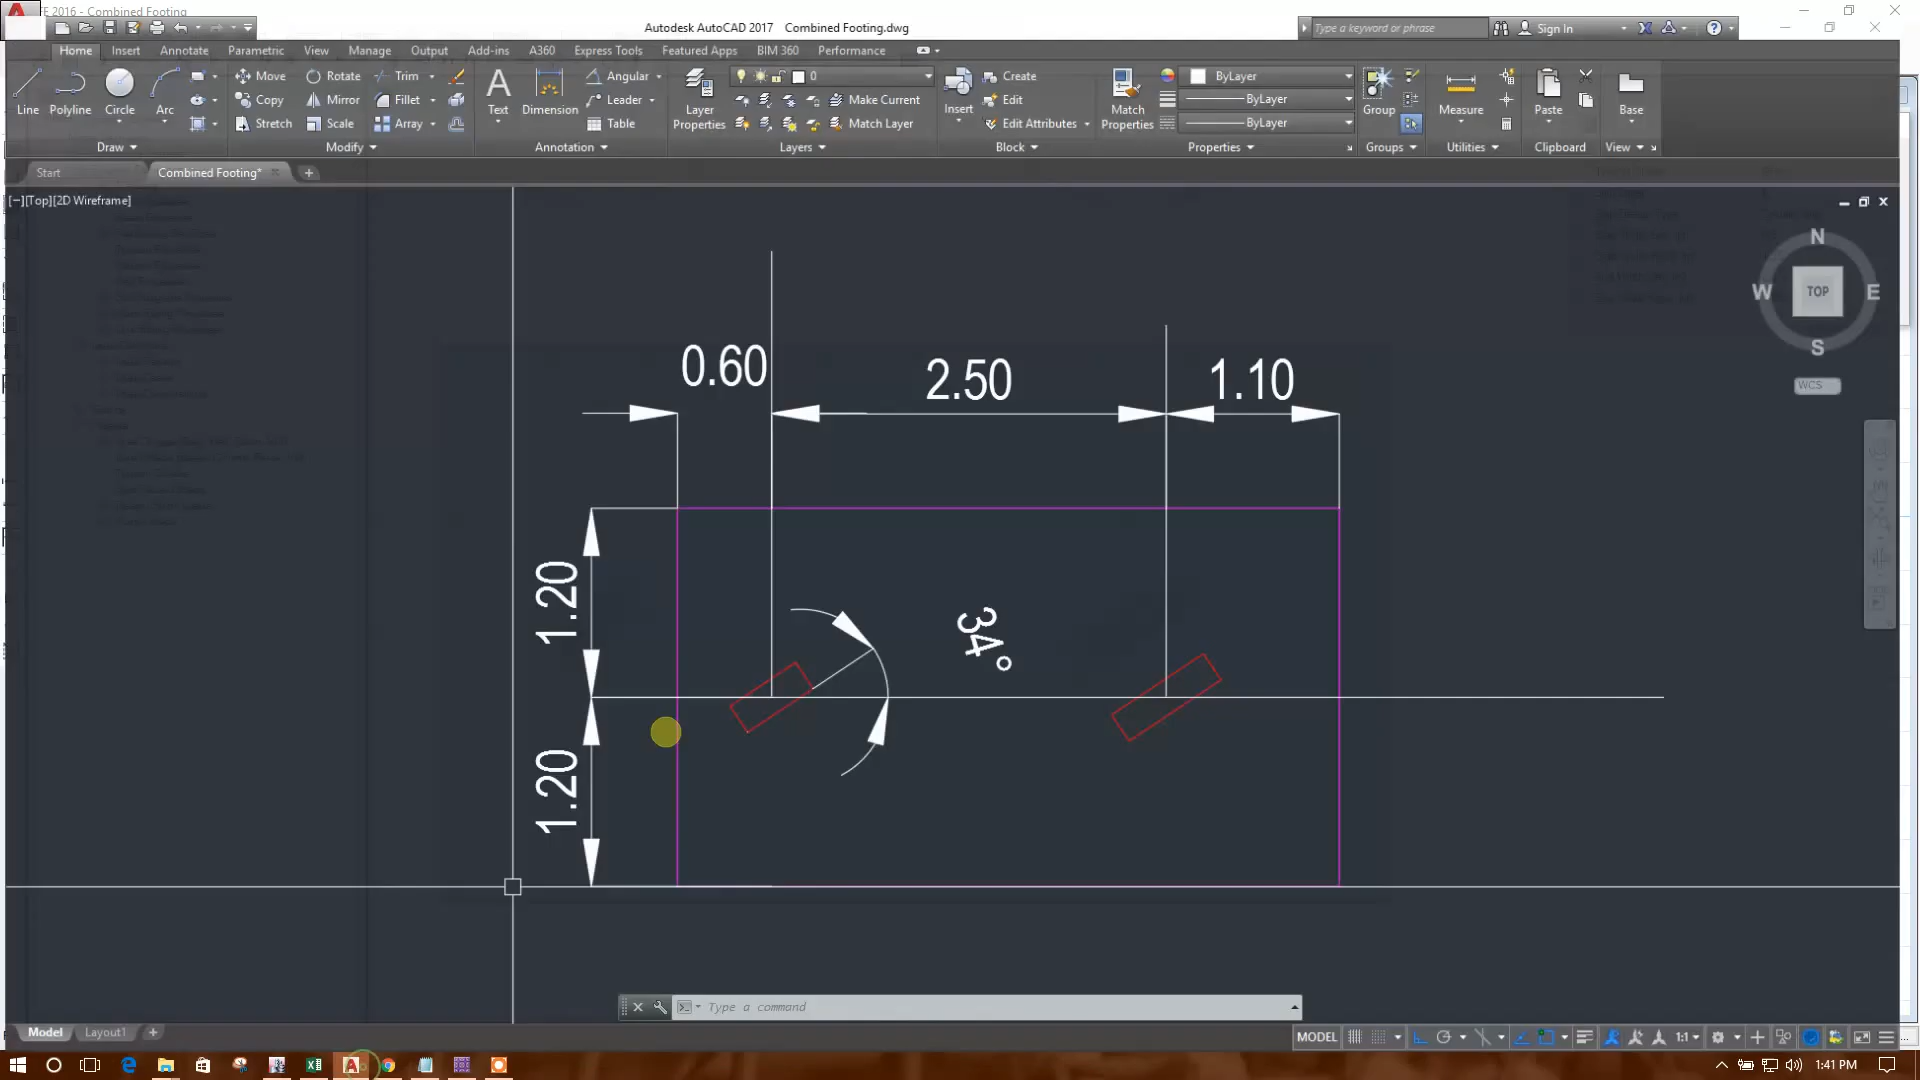 TE 2016 - Combined Footing
Autodesk AutoCAD 2017 Combined Footing.dwg
Type a keyword or phrase
Sign In
Home Insert Annotate Parametric View Manage Output Add-ins A360 Express Tools Featured Apps BIM 360 Performance
Line Polyline Circle Arc
Move Rotate Trim
Copy Mirror Fillet
Stretch Scale Array
Text Dimension
Angular
Leader
Table
Layer Properties
0
Make Current
Match Layer
Insert
Create
Edit
Edit Attributes
Match Properties
ByLayer
ByLayer
ByLayer
Group
Measure
Paste
Base
Draw Modify Annotation Layers Block Properties Groups Utilities Clipboard View
Start Combined Footing*
[−][Top][2D Wireframe]
N
W TOP E
S
WCS
0.60 2.50 1.10
1.20
34°
1.20
Type a command
Model Layout1
MODEL
1:1
1:41 PM